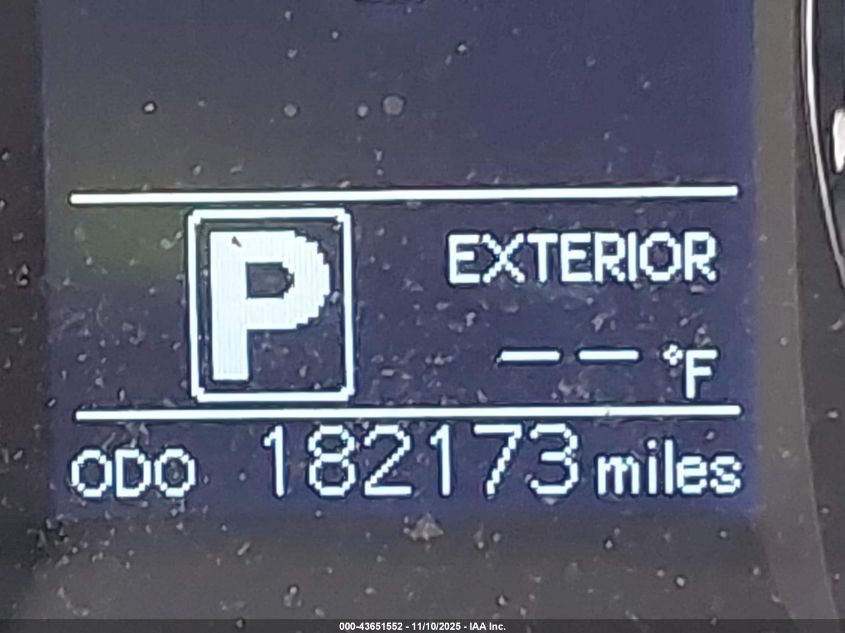 P
EXTERIOR
-- °F
ODO 182173 miles
000-43651552 - 11/10/2025 - IAA Inc.